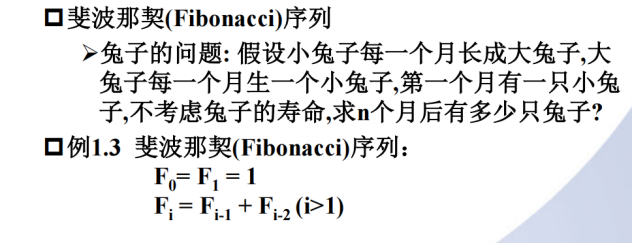 斐波那契(Fibonacci)序列
兔子的问题: 假设小兔子每一个月长成大兔子,大
兔子每一个月生一个小兔子,第一个月有一只小兔
子,不考虑兔子的寿命,求n个月后有多少只兔子?
例1.3 斐波那契(Fibonacci)序列：
F₀= F₁ = 1
Fᵢ = Fᵢ₋₁ + Fᵢ₋₂ (i>1)